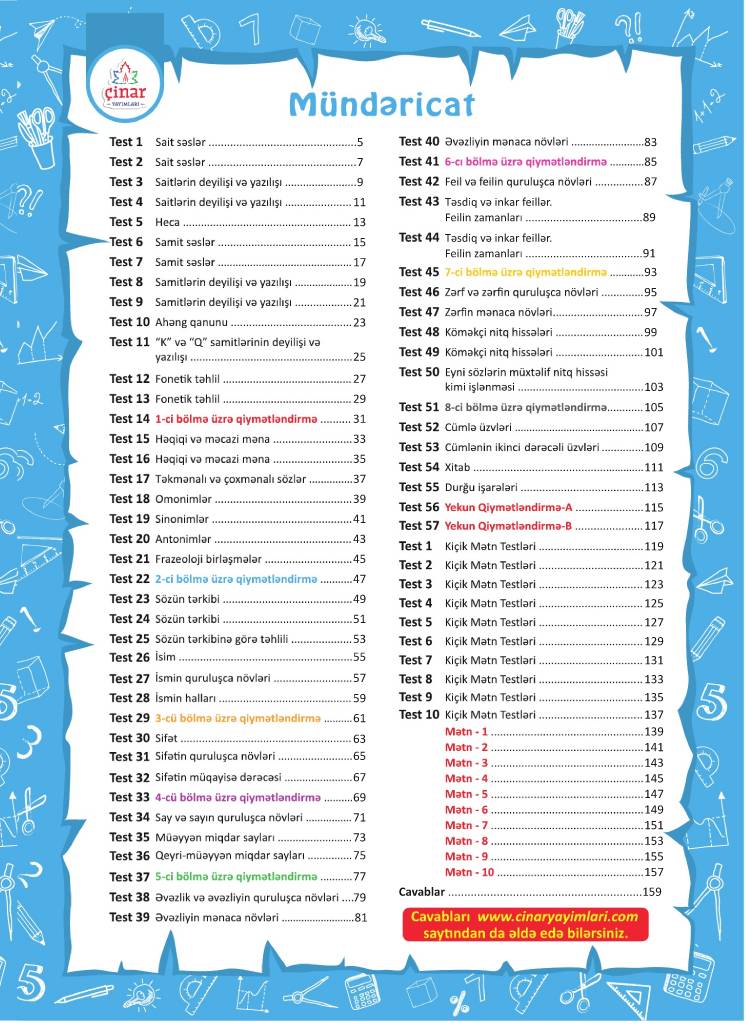 çinar
YAYIMLARI
Mündəricat
Test 1 Sait səslər ................................................5
Test 2 Sait səslər ................................................7
Test 3 Saitlərin deyilişi və yazılışı .......................9
Test 4 Saitlərin deyilişi və yazılışı ..................... 11
Test 5 Heca ..................................................... 13
Test 6 Samit səslər ........................................... 15
Test 7 Samit səslər ........................................... 17
Test 8 Samitlərin deyilişi və yazılışı ..................19
Test 9 Samitlərin deyilişi və yazılışı ..................21
Test 10 Ahəng qanunu .......................................23
Test 11 “K” və “Q” samitlərinin deyilişi və
yazılışı ....................................................25
Test 12 Fonetik təhlil ......................................... 27
Test 13 Fonetik təhlil ......................................... 29
Test 14 1-ci bölmə üzrə qiymətləndirmə .......... 31
Test 15 Həqiqi və məcazi məna ..........................33
Test 16 Həqiqi və məcazi məna ..........................35
Test 17 Təkmənalı və çoxmənalı sözlər ..............37
Test 18 Omonimlər ............................................39
Test 19 Sinonimlər .............................................41
Test 20 Antonimlər ............................................43
Test 21 Frazeoloji birləşmələr ............................45
Test 22 2-ci bölmə üzrə qiymətləndirmə ..........47
Test 23 Sözün tərkibi .........................................49
Test 24 Sözün tərkibi .........................................51
Test 25 Sözün tərkibinə görə təhlili ....................53
Test 26 İsim ........................................................55
Test 27 İsmin quruluşca növləri .........................57
Test 28 İsmin halları ...........................................59
Test 29 3-cü bölmə üzrə qiymətləndirmə .........61
Test 30 Sifət .......................................................63
Test 31 Sifətin quruluşca növləri ........................65
Test 32 Sifətin müqayisə dərəcəsi ......................67
Test 33 4-cü bölmə üzrə qiymətləndirmə .........69
Test 34 Say və sayın quruluşca növləri ...............71
Test 35 Müəyyən miqdar sayları ........................73
Test 36 Qeyri-müəyyən miqdar sayları ..............75
Test 37 5-ci bölmə üzrə qiymətləndirmə ..........77
Test 38 Əvəzlik və əvəzliyin quruluşca növləri ....79
Test 39 Əvəzliyin mənaca növləri .......................81
Test 40 Əvəzliyin mənaca növləri .......................83
Test 41 6-cı bölmə üzrə qiymətləndirmə ...........85
Test 42 Feil və feilin quruluşca növləri ...............87
Test 43 Təsdiq və inkar feillər.
Feilin zamanları ......................................89
Test 44 Təsdiq və inkar feillər.
Feilin zamanları ......................................91
Test 45 7-ci bölmə üzrə qiymətləndirmə ...........93
Test 46 Zərf və zərfin quruluşca növləri .............95
Test 47 Zərfin mənaca növləri............................97
Test 48 Köməkçi nitq hissələri ...........................99
Test 49 Köməkçi nitq hissələri ......................... 101
Test 50 Eyni sözlərin müxtəlif nitq hissəsi
kimi işlənməsi ..................................... 103
Test 51 8-ci bölmə üzrə qiymətləndirmə........... 105
Test 52 Cümlə üzvləri ...................................... 107
Test 53 Cümlənin ikinci dərəcəli üzvləri ............109
Test 54 Xitab ................................................... 111
Test 55 Durğu işarələri .................................... 113
Test 56 Yekun Qiymətləndirmə-A ....................115
Test 57 Yekun Qiymətləndirmə-B ................... 117
Test 1 Kiçik Mətn Testləri ................................ 119
Test 2 Kiçik Mətn Testləri ................................ 121
Test 3 Kiçik Mətn Testləri ................................ 123
Test 4 Kiçik Mətn Testləri ................................ 125
Test 5 Kiçik Mətn Testləri ................................ 127
Test 6 Kiçik Mətn Testləri ................................ 129
Test 7 Kiçik Mətn Testləri ................................ 131
Test 8 Kiçik Mətn Testləri ................................ 133
Test 9 Kiçik Mətn Testləri ................................ 135
Test 10 Kiçik Mətn Testləri ................................ 137
Mətn - 1 ................................................139
Mətn - 2 ................................................141
Mətn - 3 ................................................143
Mətn - 4 ................................................145
Mətn - 5 ................................................147
Mətn - 6 ................................................149
Mətn - 7 ................................................151
Mətn - 8 ................................................153
Mətn - 9 ................................................155
Mətn - 10 ..............................................157
Cavablar ............................................................159
Cavabları www.cinaryayimlari.com
saytından da əldə edə bilərsiniz.